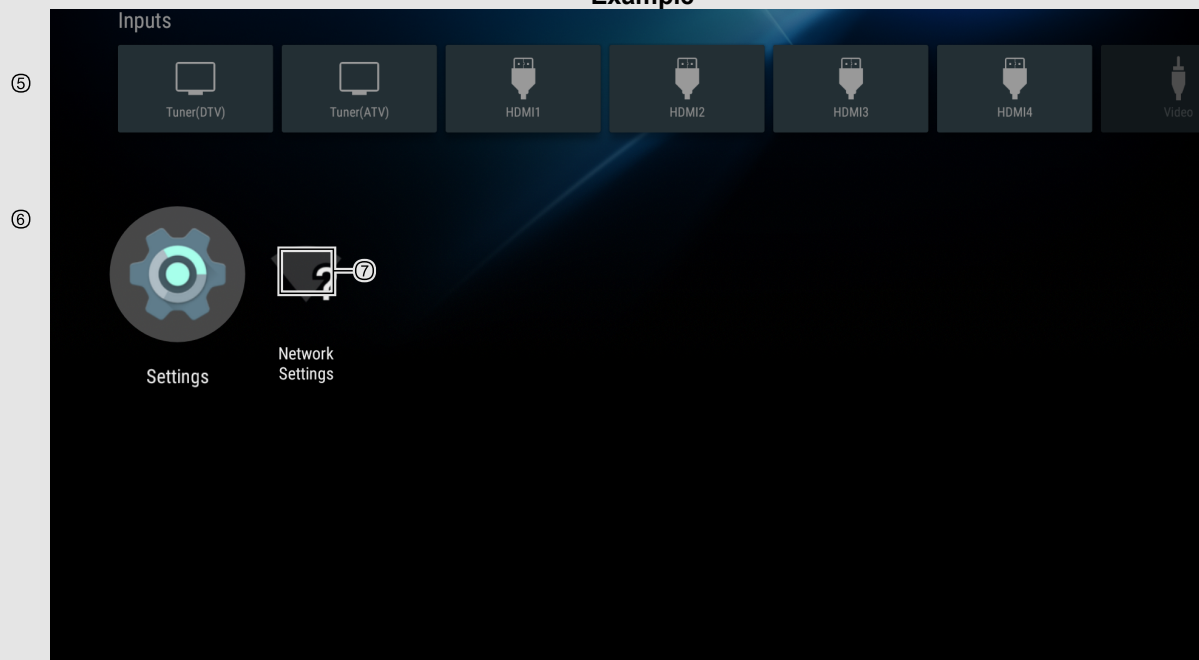 Example
Inputs
⑤
Tuner(DTV)
Tuner(ATV)
HDMI1
HDMI2
HDMI3
HDMI4
Video
⑥
?
⑦
Network
Settings
Settings